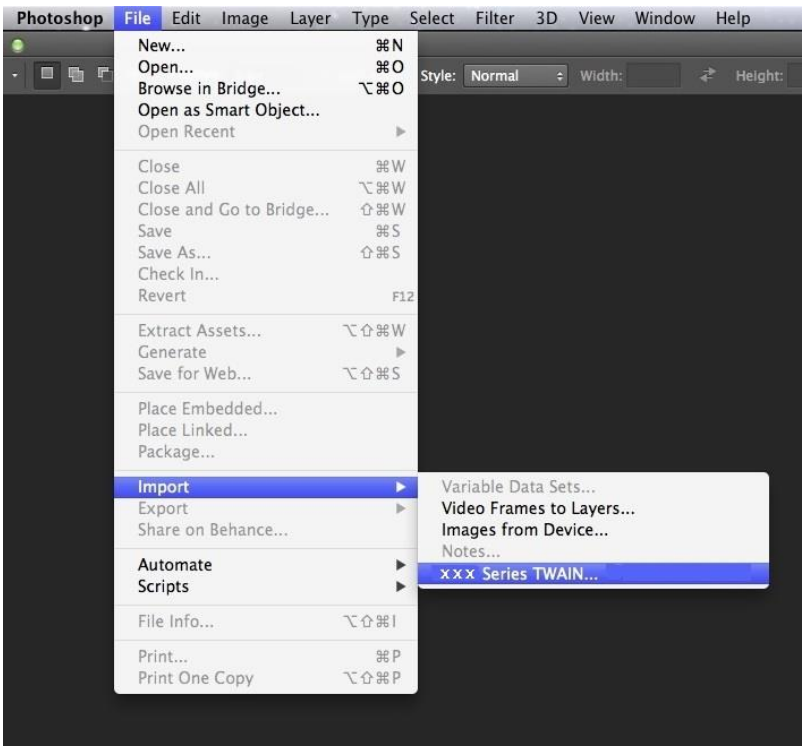 Photoshop File Edit Image Layer Type Select Filter 3D View Window Help
Style: Normal Width: Height:
New... ⌘N
Open... ⌘O
Browse in Bridge... ⌥⌘O
Open as Smart Object...
Open Recent
Close ⌘W
Close All ⌥⌘W
Close and Go to Bridge... ⇧⌘W
Save ⌘S
Save As... ⇧⌘S
Check In...
Revert F12
Extract Assets... ⌥⇧⌘W
Generate
Save for Web... ⌥⇧⌘S
Place Embedded...
Place Linked...
Package...
Import
Export
Share on Behance...
Automate
Scripts
File Info... ⌥⇧⌘I
Print... ⌘P
Print One Copy ⌥⇧⌘P
Variable Data Sets...
Video Frames to Layers...
Images from Device...
Notes...
xxx Series TWAIN...